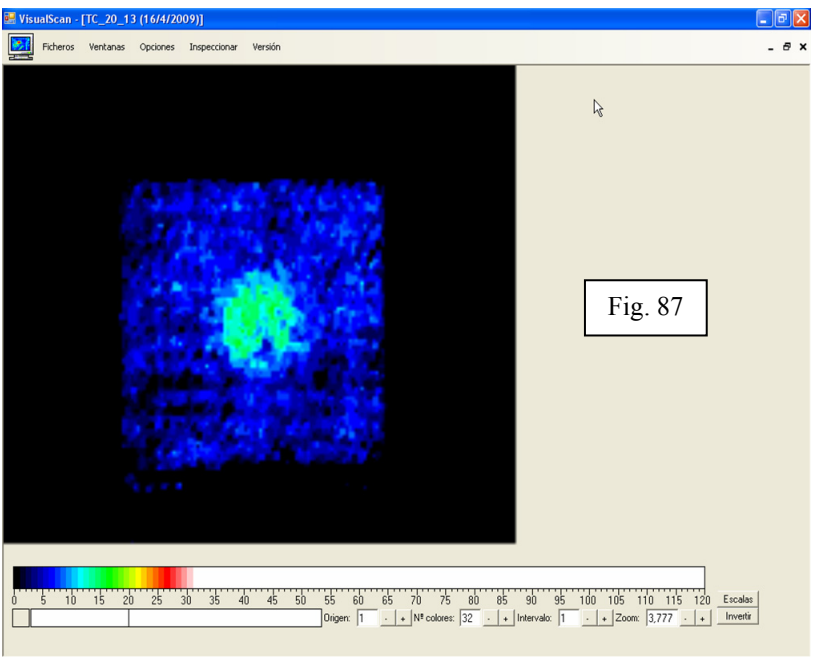 VisualScan - [TC_20_13 (16/4/2009)]
Ficheros Ventanas Opciones Inspeccionar Versión
Fig. 87
0 5 10 15 20 25 30 35 40 45 50 55 60 65 70 75 80 85 90 95 100 105 110 115 120 Escalas
Origen: 1 - + Nª colores: 32 - + Intervalo: 1 - + Zoom: 3,777 - + Invertir